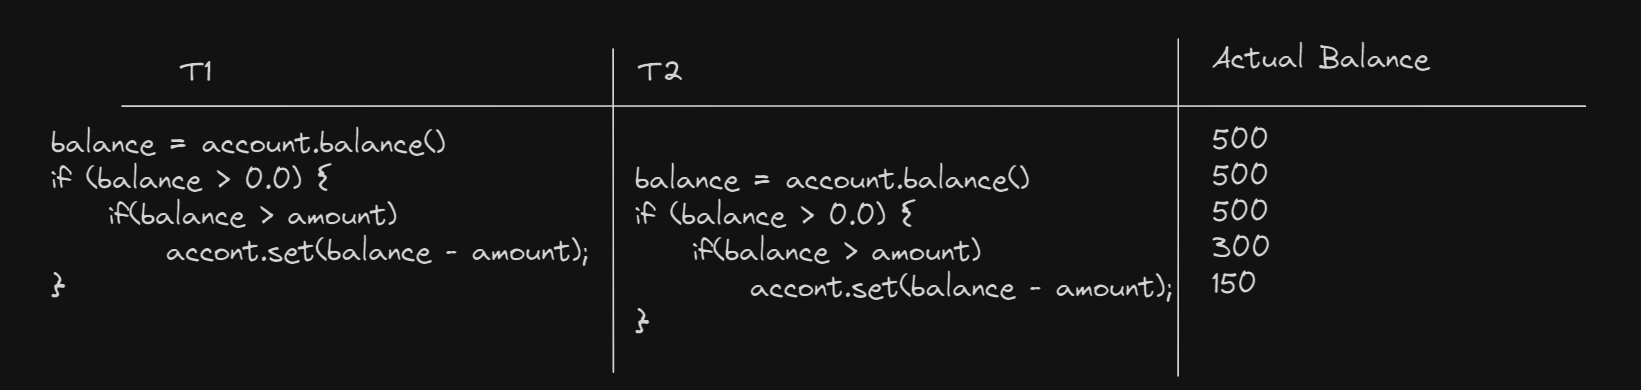 T1
balance = account.balance()
if (balance > 0.0) {
if(balance > amount)
accont.set(balance - amount);
}
T2
balance = account.balance()
if (balance > 0.0) {
if(balance > amount)
accont.set(balance - amount);
}
Actual Balance
500
500
500
300
150